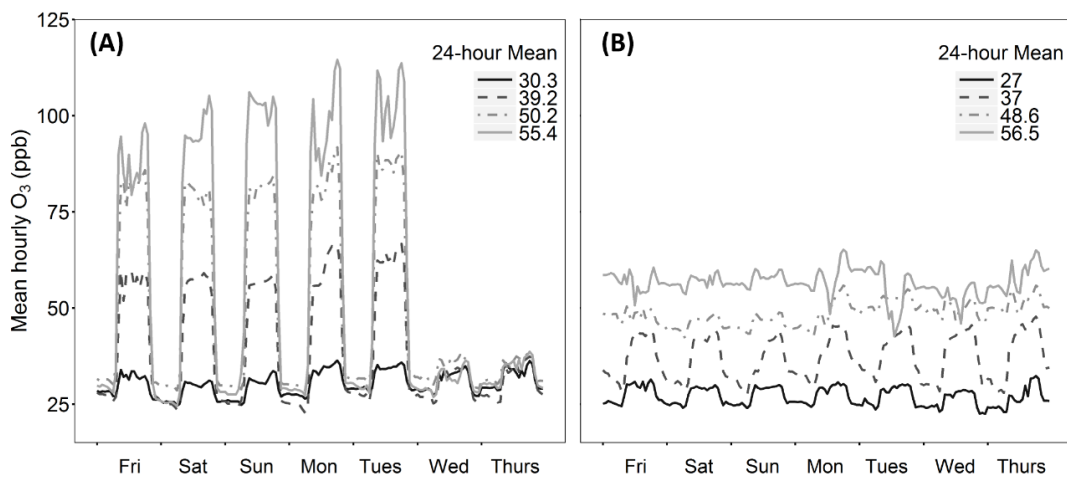 Mean hourly O₃ (ppb)
125
100
75
50
25
(A)
24-hour Mean
30.3
39.2
50.2
55.4
Fri Sat Sun Mon Tues Wed Thurs
(B)
24-hour Mean
27
37
48.6
56.5
Fri Sat Sun Mon Tues Wed Thurs